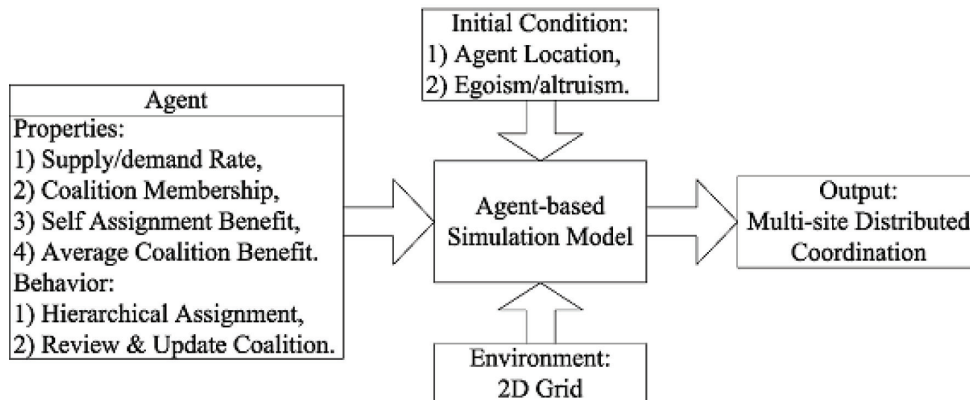 Initial Condition:
1) Agent Location,
2) Egoism/altruism.
Agent
Properties:
1) Supply/demand Rate,
2) Coalition Membership,
3) Self Assignment Benefit,
4) Average Coalition Benefit.
Behavior:
1) Hierarchical Assignment,
2) Review & Update Coalition.
Agent-based
Simulation Model
Output:
Multi-site Distributed
Coordination
Environment:
2D Grid